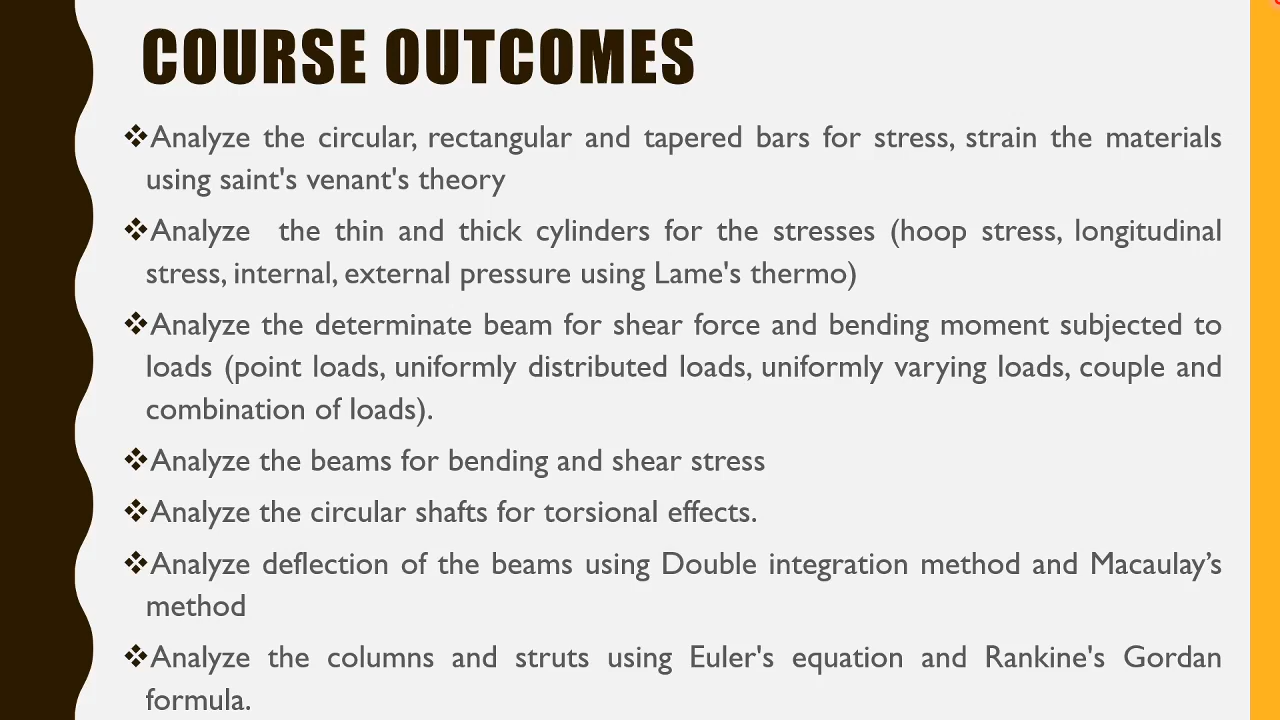 COURSE OUTCOMES
❖Analyze the circular, rectangular and tapered bars for stress, strain the materials
using saint's venant's theory
❖Analyze the thin and thick cylinders for the stresses (hoop stress, longitudinal
stress, internal, external pressure using Lame's thermo)
❖Analyze the determinate beam for shear force and bending moment subjected to
loads (point loads, uniformly distributed loads, uniformly varying loads, couple and
combination of loads).
❖Analyze the beams for bending and shear stress
❖Analyze the circular shafts for torsional effects.
❖Analyze deflection of the beams using Double integration method and Macaulay’s
method
❖Analyze the columns and struts using Euler's equation and Rankine's Gordan
formula.